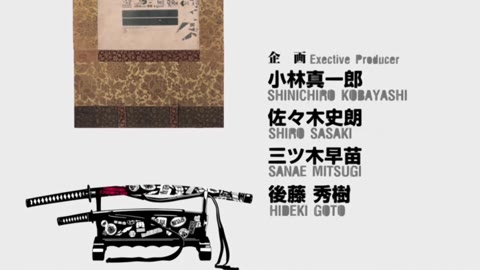 企画 Exective Producer
小林真一郎
SHINICHIRO KOBAYASHI
佐々木史朗
SHIRO SASAKI
三ツ木早苗
SANAE MITSUGI
後藤 秀樹
HIDEKI GOTO